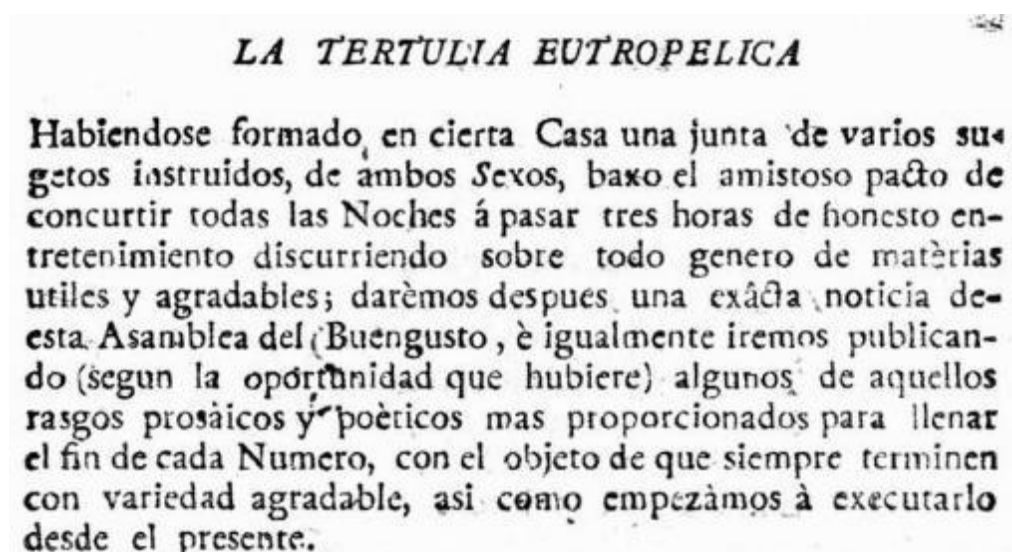 LA TERTULIA EUTROPELICA
Habiendose formado, en cierta Casa una junta de varios su-
getos instruidos, de ambos Sexos, baxo el amistoso pacto de
concurtir todas las Noches á pasar tres horas de honesto en-
tretenimiento discurriendo sobre todo genero de matèrias
utiles y agradables; darèmos despues una exâcta noticia de-
esta Asamblea del Buengusto, è igualmente iremos publican-
do (segun la oportunidad que hubiere) algunos de aquellos
rasgos prosàicos y poèticos mas proporcionados para llenar
el fin de cada Numero, con el objeto de que siempre terminen
con variedad agradable, asi como empezàmos à executarlo
desde el presente.